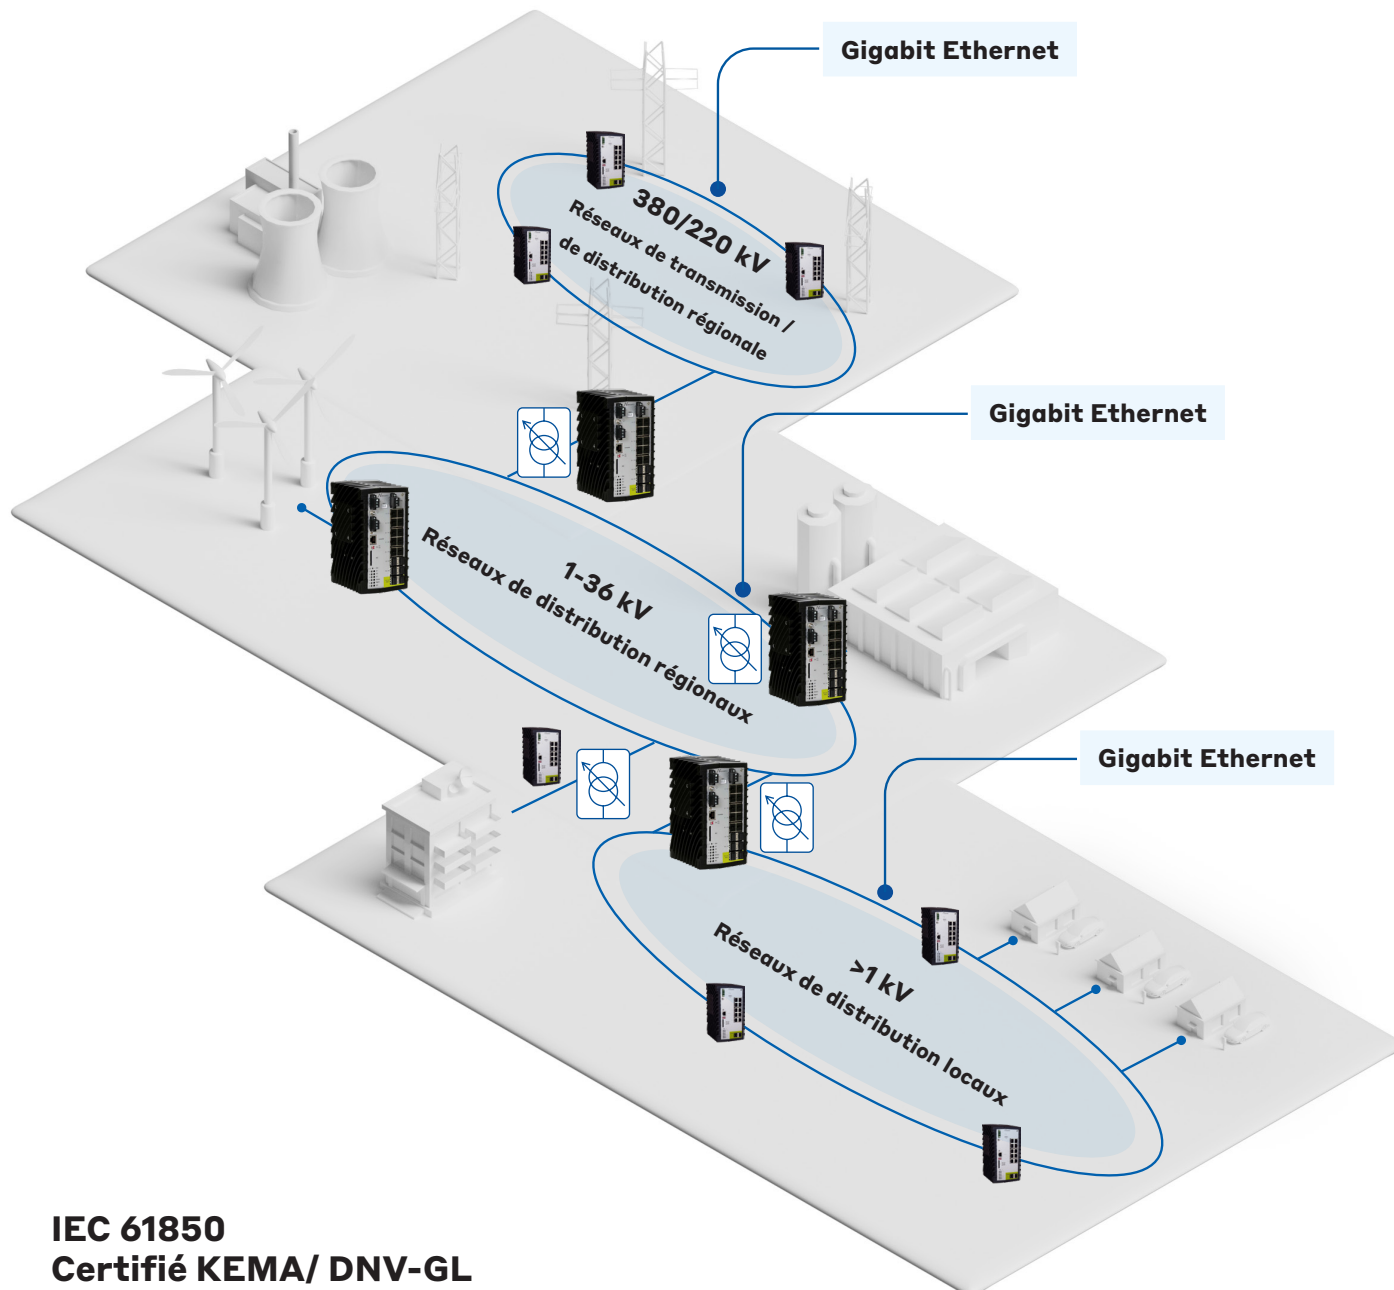 Gigabit Ethernet
380/220 kV
Réseaux de transmission /
de distribution régionale
Gigabit Ethernet
1-36 kV
Réseaux de distribution régionaux
Gigabit Ethernet
>1 kV
Réseaux de distribution locaux
IEC 61850
Certifié KEMA/ DNV-GL